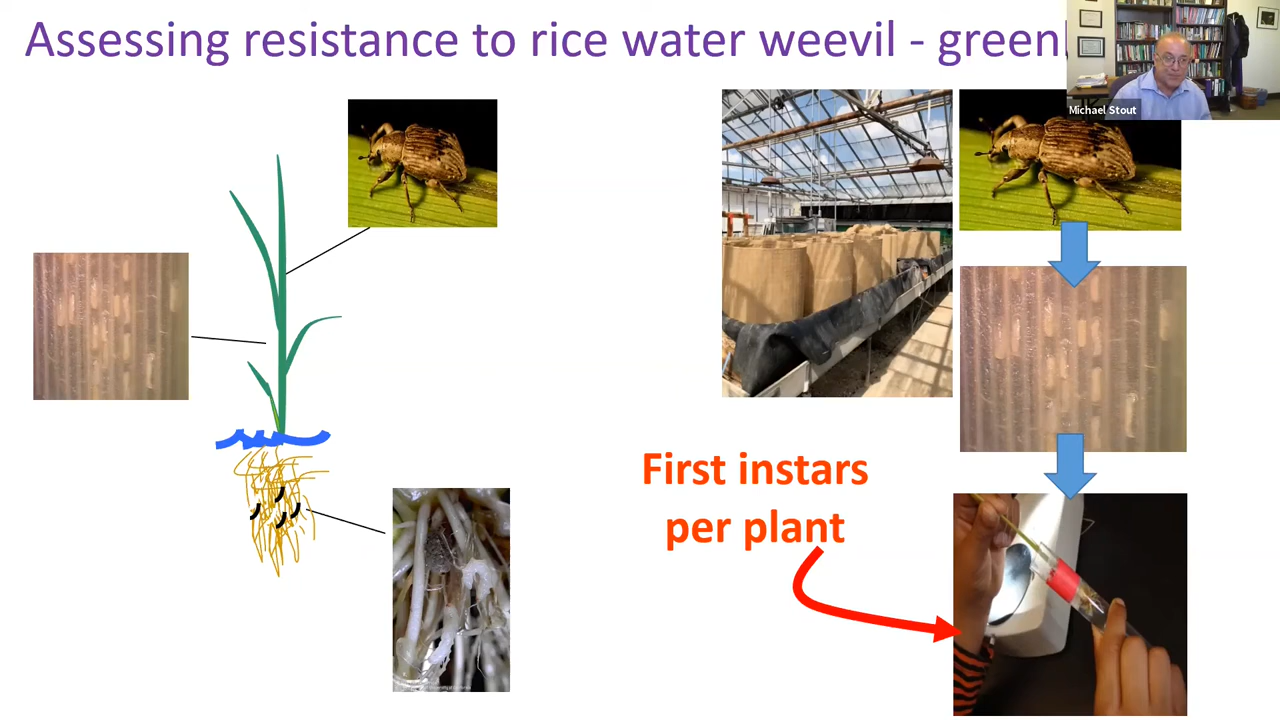 Assessing resistance to rice water weevil - green
Michael Stout
First instars
per plant